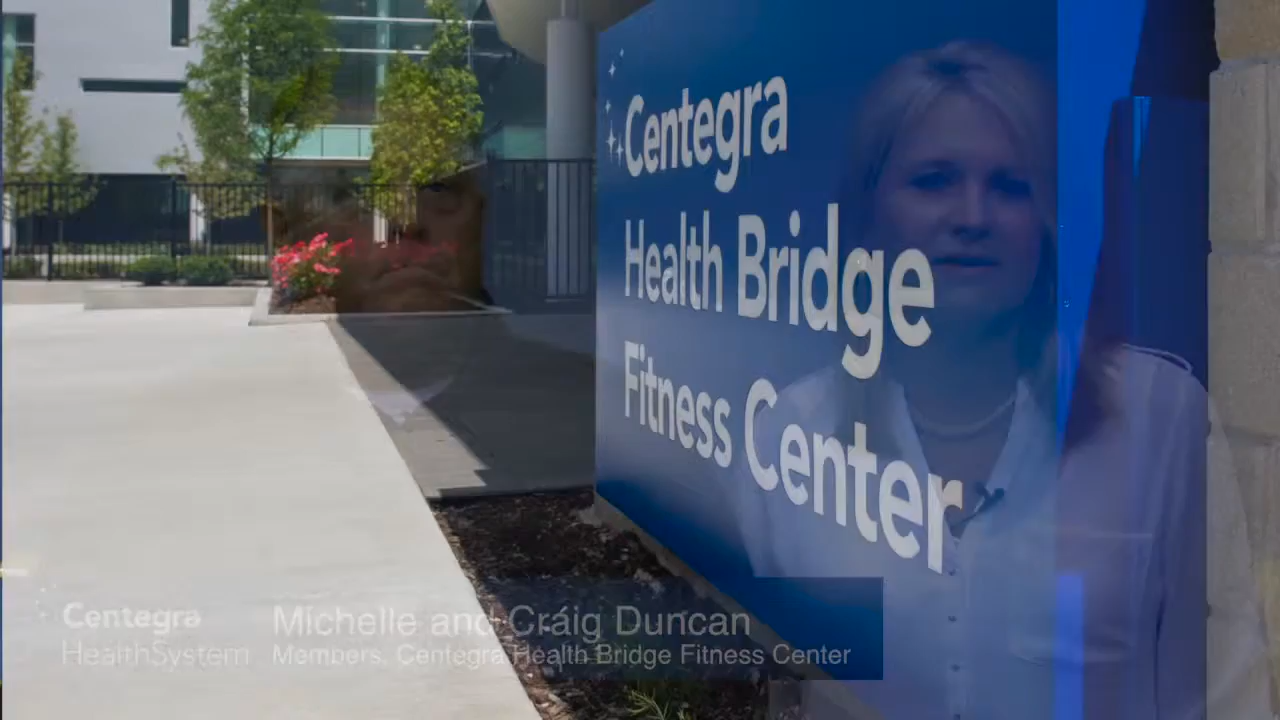 Centegra
Health Bridge
Fitness Center
Centegra
HealthSystem
Michelle and Craig Duncan
Members, Centegra Health Bridge Fitness Center